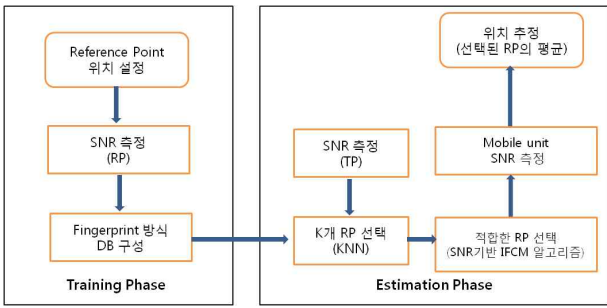 Reference Point
위치 설정
SNR 측정
(RP)
Fingerprint 방식
DB 구성
Training Phase
위치 추정
(선택된 RP의 평균)
SNR 측정
(TP)
Mobile unit
SNR 측정
K개 RP 선택
(KNN)
적합한 RP 선택
(SNR기반 IFCM 알고리즘)
Estimation Phase